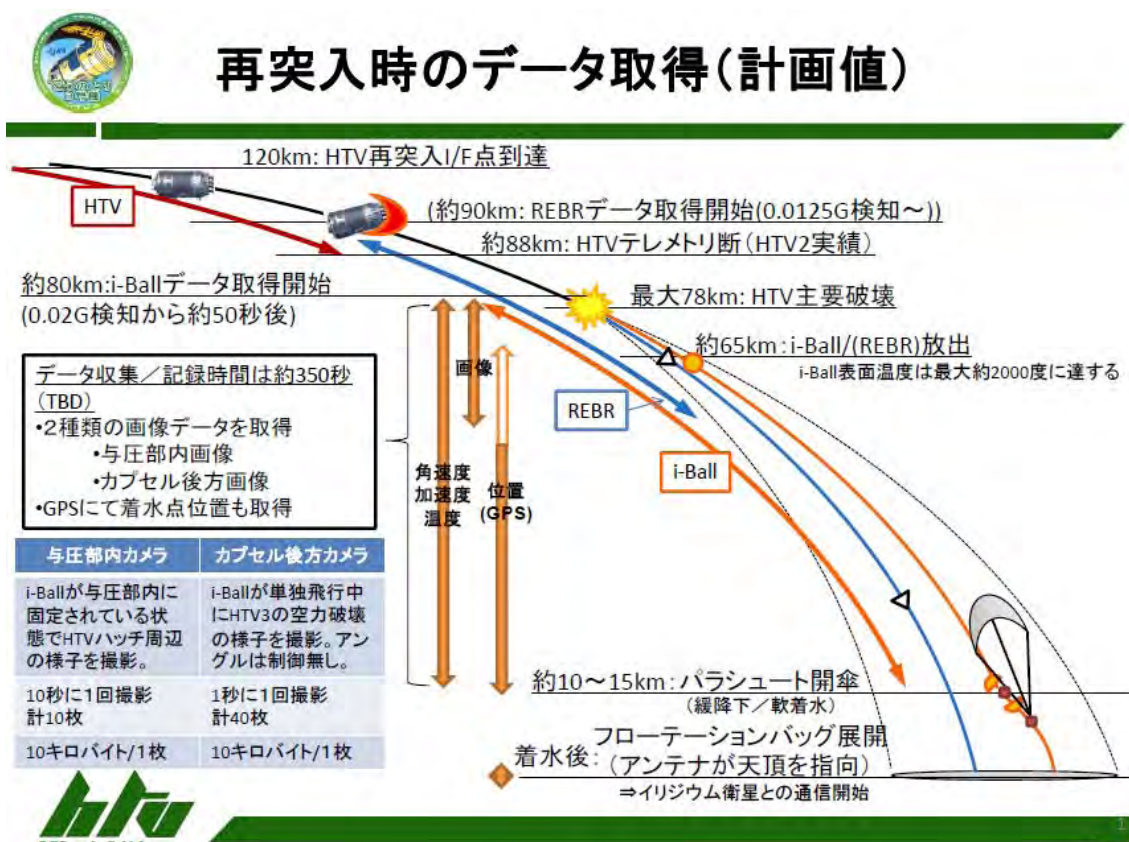 再突入時のデータ取得(計画値)
120km: HTV再突入I/F点到達
HTV
(約90km: REBRデータ取得開始(0.0125G検知～))
約88km: HTVテレメトリ断(HTV2実績)
約80km:i-Ballデータ取得開始
(0.02G検知から約50秒後)
最大78km: HTV主要破壊
約65km:i-Ball/(REBR)放出
i-Ball表面温度は最大約2000度に達する
データ収集／記録時間は約350秒
(TBD)
•2種類の画像データを取得
•与圧部内画像
•カプセル後方画像
•GPSにて着水点位置も取得
画像
角速度
加速度
温度
位置
(GPS)
REBR
i-Ball
与圧部内カメラ
カプセル後方カメラ
i-Ballが与圧部内に
固定されている状
態でHTVハッチ周辺
の様子を撮影。
i-Ballが単独飛行中
にHTV3の空力破壊
の様子を撮影。アン
グルは制御無し。
10秒に1回撮影
計10枚
1秒に1回撮影
計40枚
10キロバイト/1枚
10キロバイト/1枚
約10～15km:パラシュート開傘
(緩降下／軟着水)
着水後:
フローテーションバッグ展開
(アンテナが天頂を指向)
⇒イリジウム衛星との通信開始
htv
1